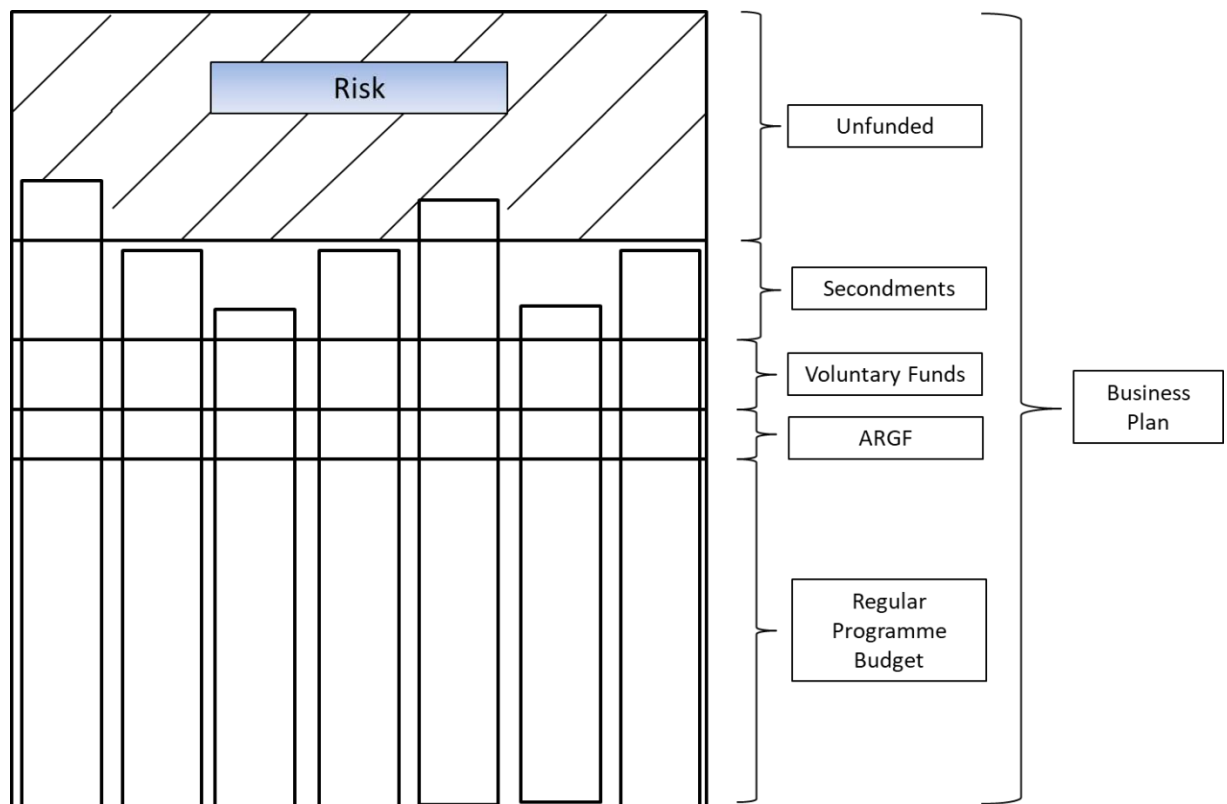 Risk
Unfunded
Secondments
Voluntary Funds
ARGF
Business
Plan
Regular
Programme
Budget